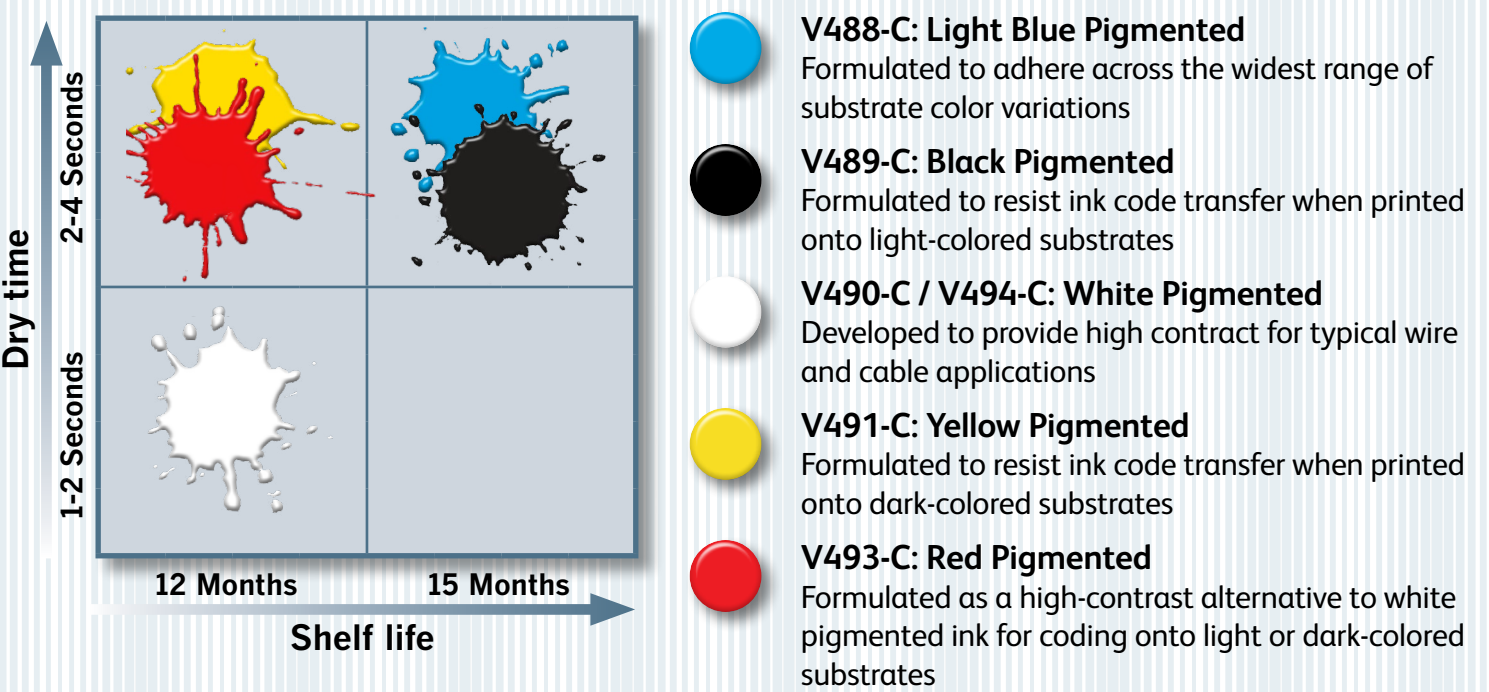 Dry time
2-4 Seconds
1-2 Seconds
12 Months
15 Months
Shelf life
V488-C: Light Blue Pigmented
Formulated to adhere across the widest range of
substrate color variations
V489-C: Black Pigmented
Formulated to resist ink code transfer when printed
onto light-colored substrates
V490-C / V494-C: White Pigmented
Developed to provide high contract for typical wire
and cable applications
V491-C: Yellow Pigmented
Formulated to resist ink code transfer when printed
onto dark-colored substrates
V493-C: Red Pigmented
Formulated as a high-contrast alternative to white
pigmented ink for coding onto light or dark-colored
substrates